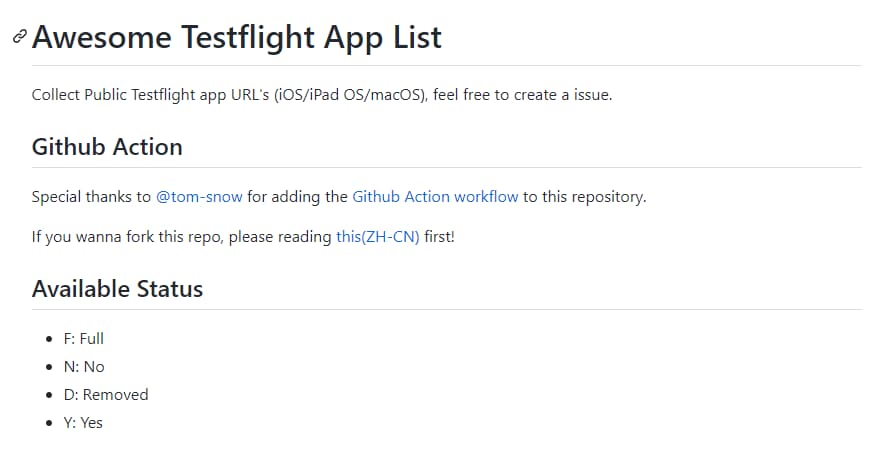 Awesome Testflight App List
Collect Public Testflight app URL's (iOS/iPad OS/macOS), feel free to create a issue.
Github Action
Special thanks to @tom-snow for adding the Github Action workflow to this repository.
If you wanna fork this repo, please reading this(ZH-CN) first!
Available Status
F: Full
N: No
D: Removed
Y: Yes